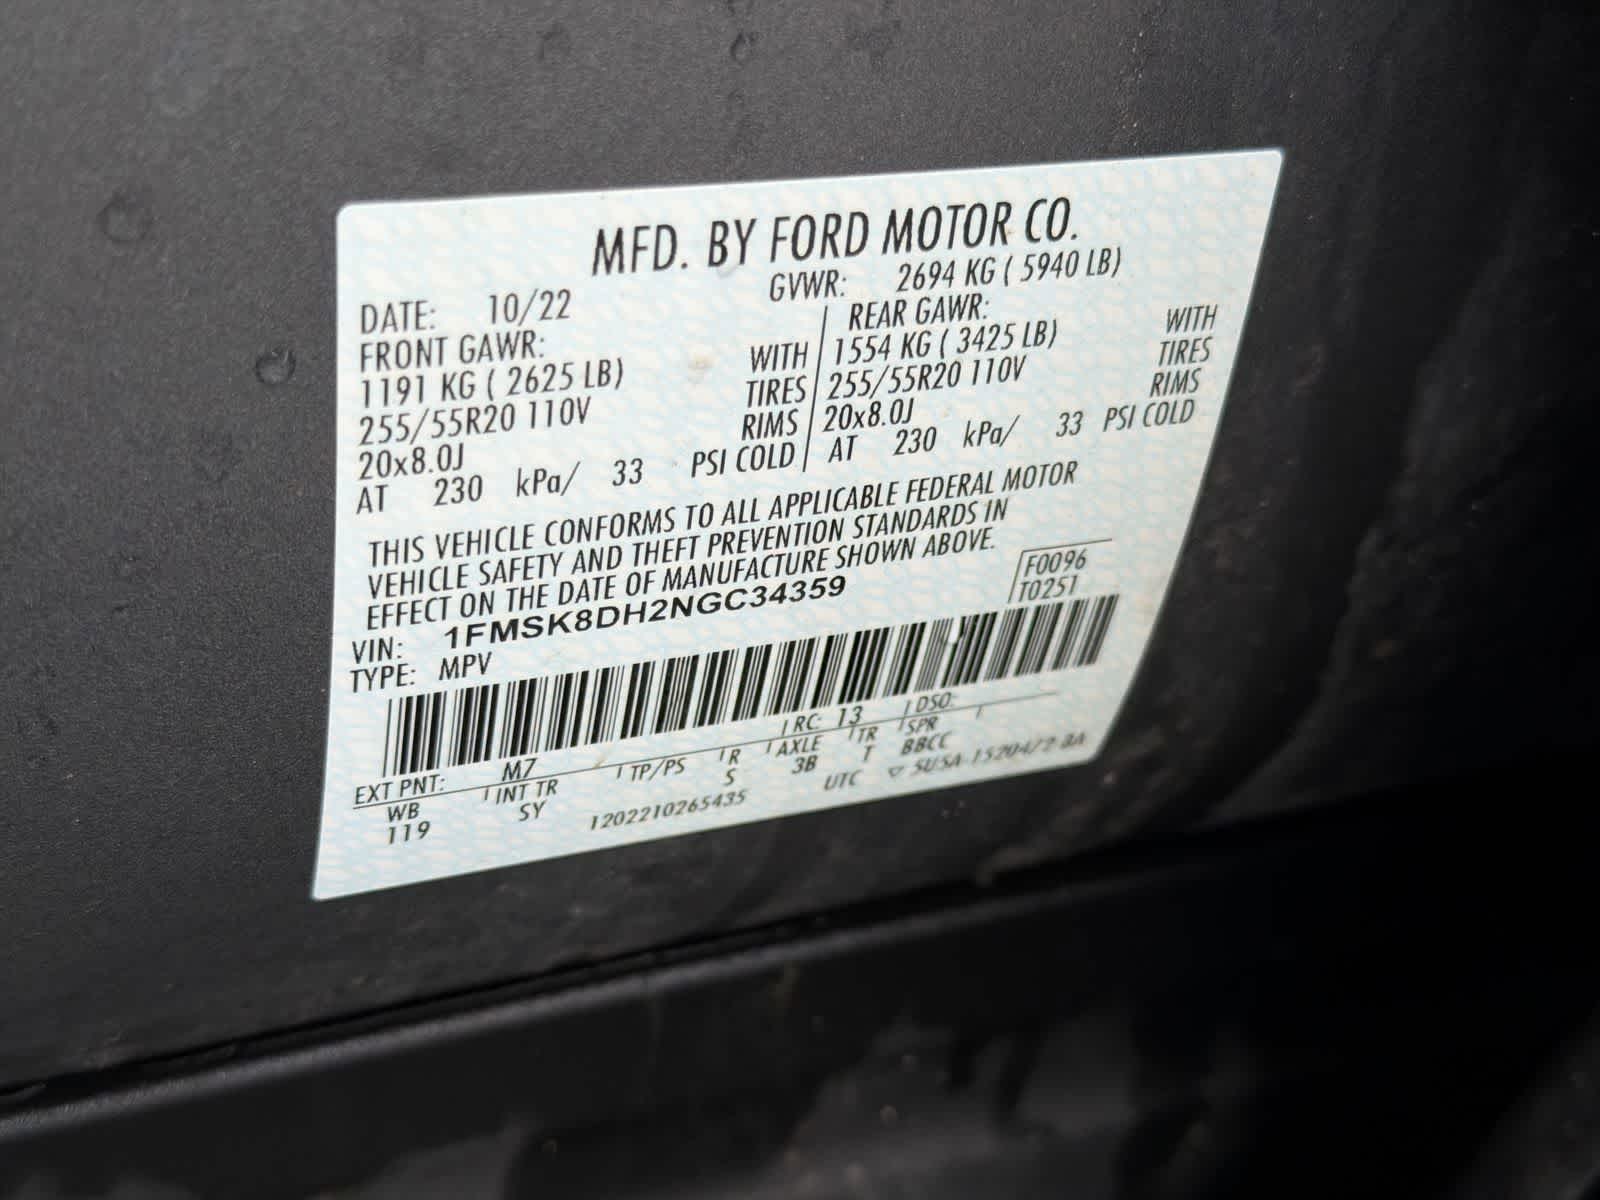 MFD. BY FORD MOTOR CO.
DATE: 10/22 GVWR: 2694 KG ( 5940 LB)
FRONT GAWR: REAR GAWR:
1191 KG ( 2625 LB) WITH 1554 KG ( 3425 LB) WITH
255/55R20 110V TIRES 255/55R20 110V TIRES
20x8.0J RIMS 20x8.0J RIMS
AT 230 kPa/ 33 PSI COLD AT 230 kPa/ 33 PSI COLD
THIS VEHICLE CONFORMS TO ALL APPLICABLE FEDERAL MOTOR
VEHICLE SAFETY AND THEFT PREVENTION STANDARDS IN
EFFECT ON THE DATE OF MANUFACTURE SHOWN ABOVE.
F0096
T0251
VIN: 1FMSK8DH2NGC34359
TYPE: MPV
EXT PNT: M7 RC: 13 DSO:
WB INT TR TP/PS R AXLE TR SPR
119 SY S 3B T BBCC
1202210265435 UTC ▽ 5USA-15204/2-BA